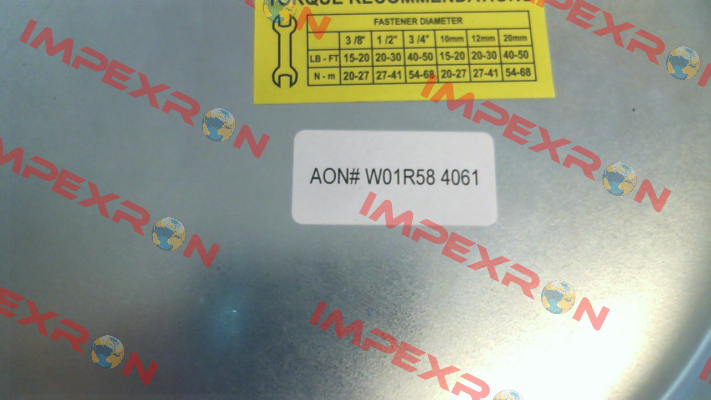 TORQUE RECOMMENDATIONS
FASTENER DIAMETER
3/8" 1/2" 3/4" 10mm 12mm 20mm
LB - FT 15-20 20-30 40-50 15-20 20-30 40-50
N - m 20-27 27-41 54-68 20-27 27-41 54-68
AON# W01R58 4061
IMPEXRON
IMPEXRON
IMPEXRON
IMPEXRON
IMPEXRON
IMPEXRON
IMPEXRON